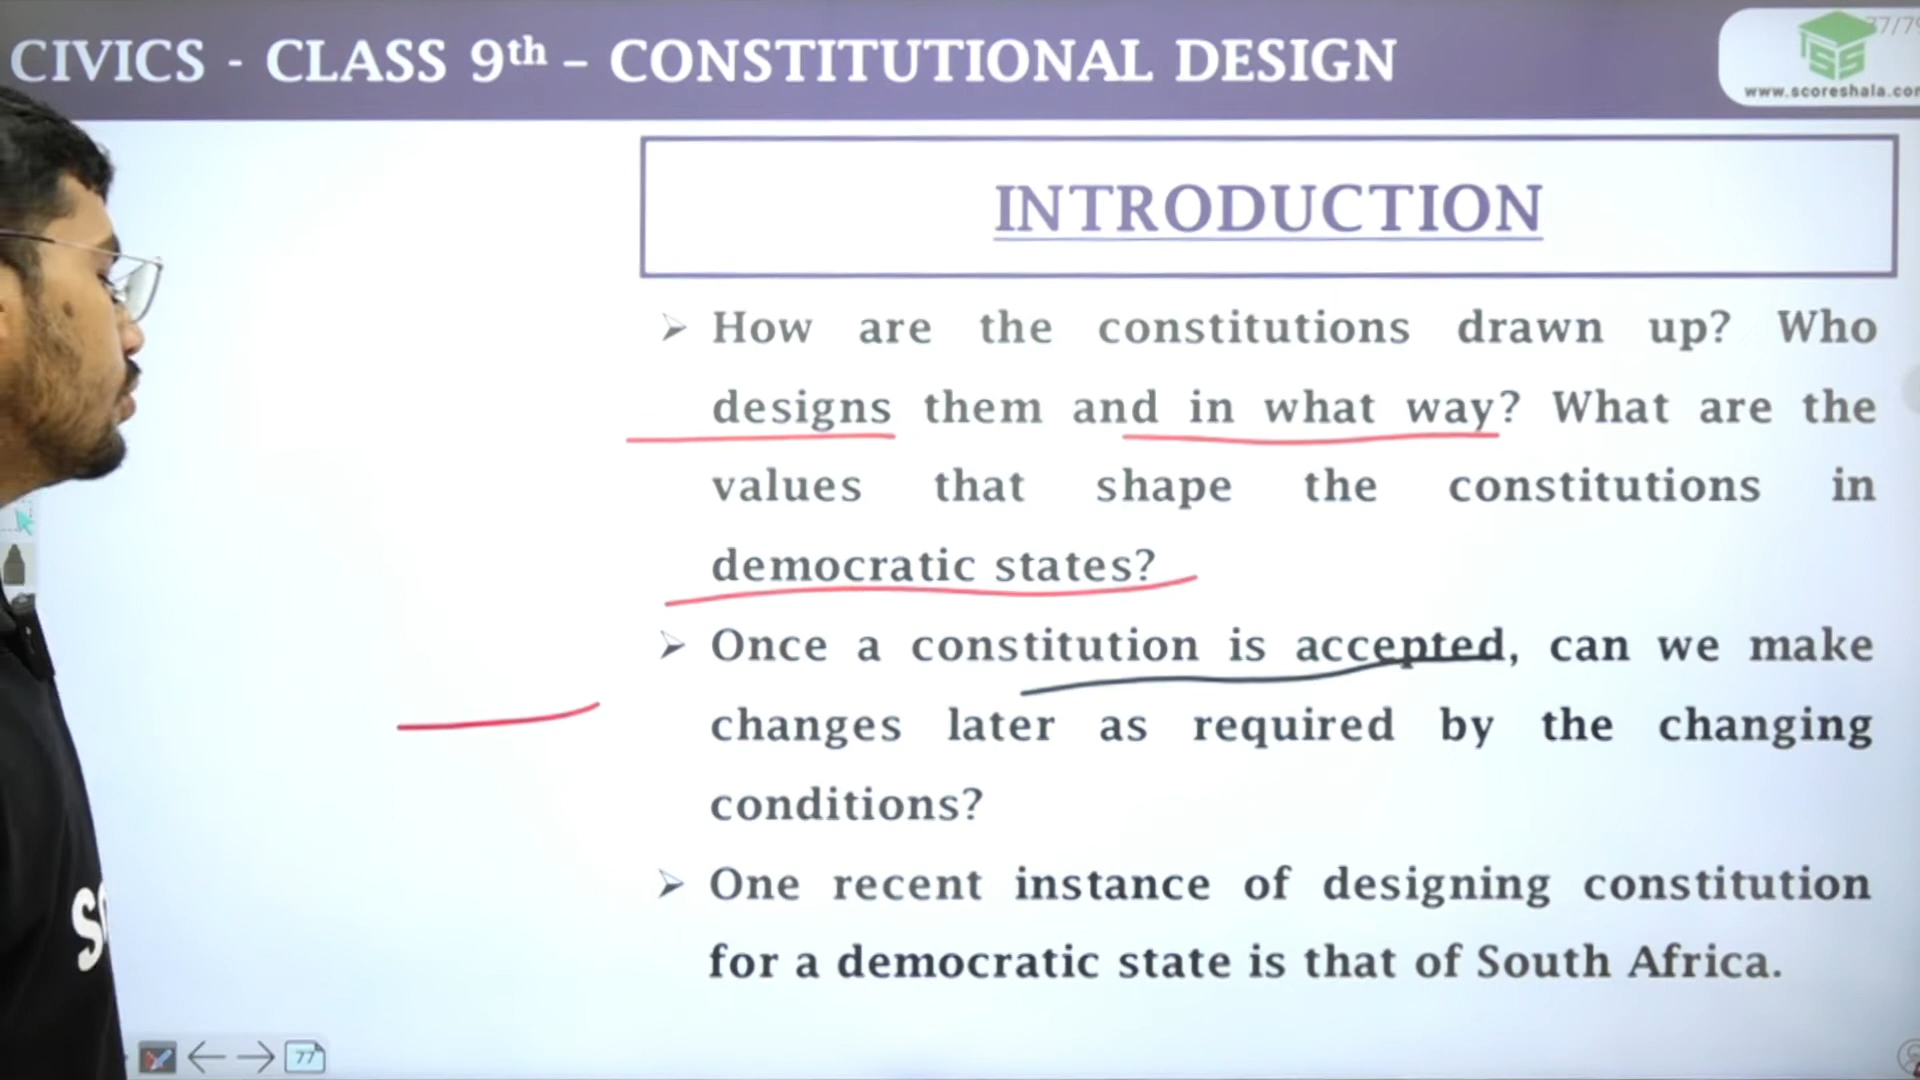 CIVICS - CLASS 9th – CONSTITUTIONAL DESIGN
77/79
www.scoreshala.com
INTRODUCTION
➢ How are the constitutions drawn up? Who
designs them and in what way? What are the
values that shape the constitutions in
democratic states?
➢ Once a constitution is accepted, can we make
changes later as required by the changing
conditions?
➢ One recent instance of designing constitution
for a democratic state is that of South Africa.
77